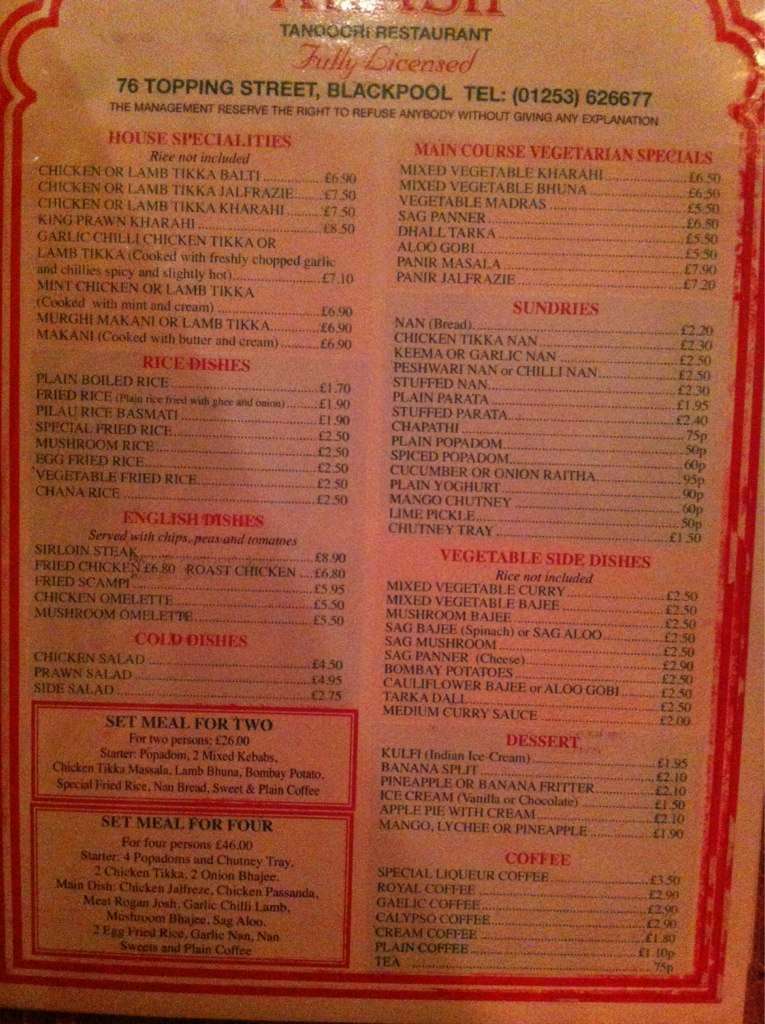 TANDOORI RESTAURANT
Fully Licensed
76 TOPPING STREET, BLACKPOOL TEL: (01253) 626677
THE MANAGEMENT RESERVE THE RIGHT TO REFUSE ANYBODY WITHOUT GIVING ANY EXPLANATION
HOUSE SPECIALITIES
Rice not included
CHICKEN OR LAMB TIKKA BALTI £6.90
CHICKEN OR LAMB TIKKA JALFRAZIE £7.50
CHICKEN OR LAMB TIKKA KHARAHI £7.50
KING PRAWN KHARAHI £8.50
GARLIC CHILLI CHICKEN TIKKA OR
LAMB TIKKA (Cooked with freshly chopped garlic
and chillies spicy and slightly hot) £7.10
MINT CHICKEN OR LAMB TIKKA
(Cooked with mint and cream) £6.90
MURGHI MAKANI OR LAMB TIKKA £6.90
MAKANI (Cooked with butter and cream) £6.90
RICE DISHES
PLAIN BOILED RICE £1.70
FRIED RICE (Plain rice fried with ghee and onion) £1.90
PILAU RICE BASMATI £1.90
SPECIAL FRIED RICE £2.50
MUSHROOM RICE £2.50
EGG FRIED RICE £2.50
VEGETABLE FRIED RICE £2.50
CHANA RICE £2.50
ENGLISH DISHES
Served with chips, peas and tomatoes
SIRLOIN STEAK £8.90
FRIED CHICKEN £6.80 ROAST CHICKEN £6.80
FRIED SCAMPI £5.95
CHICKEN OMELETTE £5.50
MUSHROOM OMELETTE £5.50
COLD DISHES
CHICKEN SALAD £4.50
PRAWN SALAD £4.95
SIDE SALAD £2.75
SET MEAL FOR TWO
For two persons; £26.00
Starter: Popadom, 2 Mixed Kebabs,
Chicken Tikka Massala, Lamb Bhuna, Bombay Potato,
Special Fried Rice, Nan Bread, Sweet & Plain Coffee
SET MEAL FOR FOUR
For four persons £46.00
Starter: 4 Popadoms and Chutney Tray,
2 Chicken Tikka, 2 Onion Bhajee.
Main Dish: Chicken Jalfreze, Chicken Passanda,
Meat Rogan Josh, Garlic Chilli Lamb,
Mushroom Bhajee, Sag Aloo,
2 Egg Fried Rice, Garlic Nan, Nan
Sweets and Plain Coffee
MAIN COURSE VEGETARIAN SPECIALS
MIXED VEGETABLE KHARAHI £6.50
MIXED VEGETABLE BHUNA £6.50
VEGETABLE MADRAS £5.50
SAG PANNER £6.80
DHALL TARKA £5.50
ALOO GOBI £5.50
PANIR MASALA £7.90
PANIR JALFRAZIE £7.20
SUNDRIES
NAN (Bread) £2.20
CHICKEN TIKKA NAN £2.30
KEEMA OR GARLIC NAN £2.50
PESHWARI NAN or CHILLI NAN £2.50
STUFFED NAN £2.30
PLAIN PARATA £1.95
STUFFED PARATA £2.40
CHAPATHI 75p
PLAIN POPADOM 50p
SPICED POPADOM 60p
CUCUMBER OR ONION RAITHA 95p
PLAIN YOGHURT 90p
MANGO CHUTNEY 60p
LIME PICKLE 50p
CHUTNEY TRAY £1.50
VEGETABLE SIDE DISHES
Rice not included
MIXED VEGETABLE CURRY £2.50
MIXED VEGETABLE BAJEE £2.50
MUSHROOM BAJEE £2.50
SAG BAJEE (Spinach) or SAG ALOO £2.50
SAG MUSHROOM £2.50
SAG PANNER (Cheese) £2.90
BOMBAY POTATOES £2.50
CAULIFLOWER BAJEE or ALOO GOBI £2.50
TARKA DALL £2.50
MEDIUM CURRY SAUCE £2.00
DESSERT
KULFI (Indian Ice-Cream) £1.95
BANANA SPLIT £2.10
PINEAPPLE OR BANANA FRITTER £2.10
ICE CREAM (Vanilla or Chocolate) £1.50
APPLE PIE WITH CREAM £2.10
MANGO, LYCHEE OR PINEAPPLE £1.90
COFFEE
SPECIAL LIQUEUR COFFEE £3.50
ROYAL COFFEE £2.90
GAELIC COFFEE £2.90
CALYPSO COFFEE £2.90
CREAM COFFEE £1.80
PLAIN COFFEE £1.10p
TEA 75p